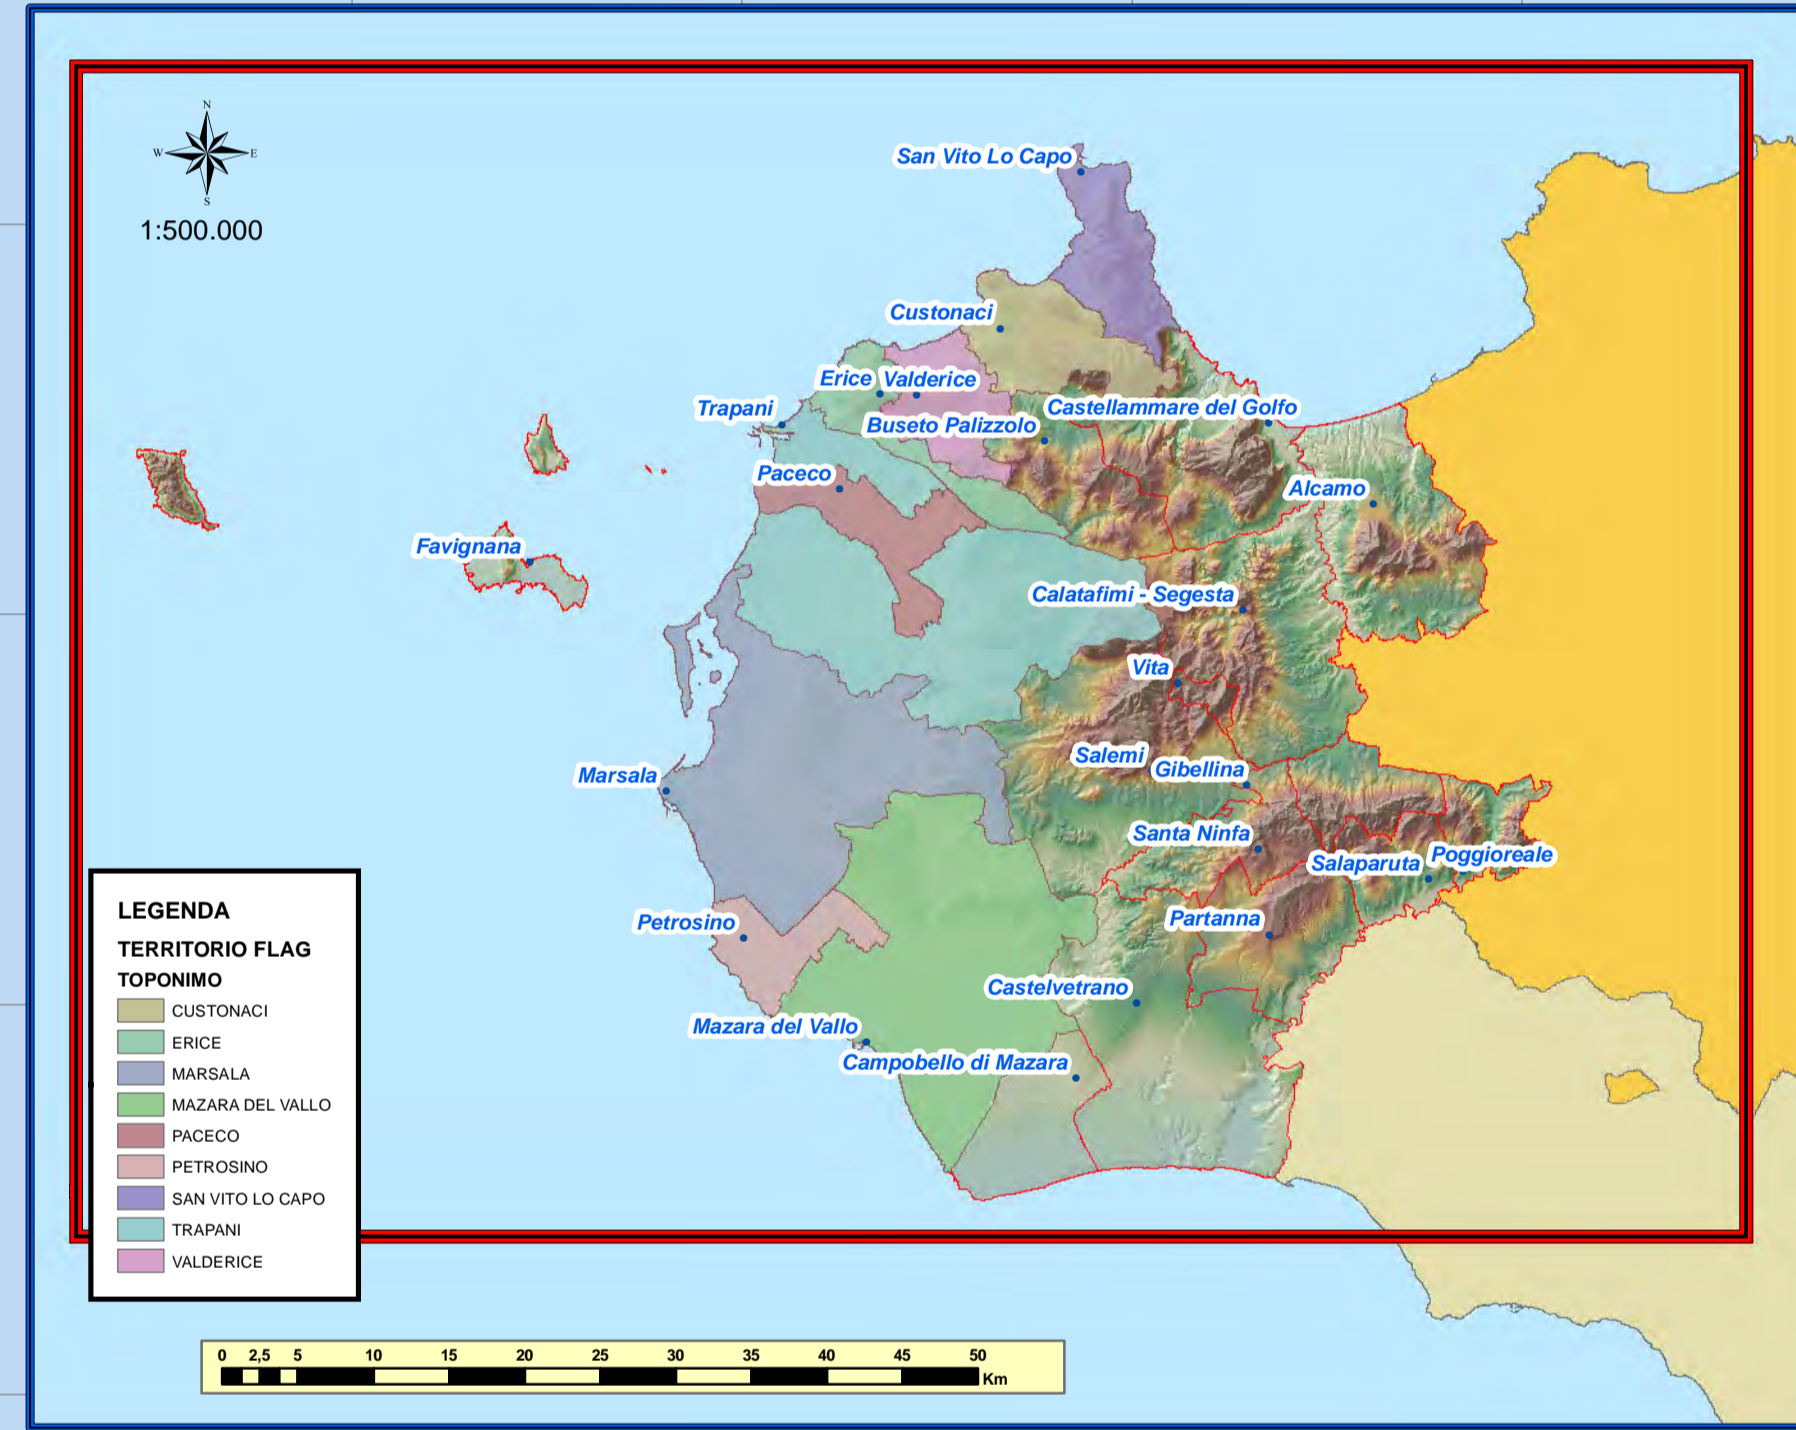 N
W E
S
1:500.000
San Vito Lo Capo
Custonaci
Erice Valderice
Trapani
Castellammare del Golfo
Buseto Palizzolo
Paceco
Alcamo
Favignana
Calatafimi - Segesta
Vita
Salemi
Gibellina
Marsala
Santa Ninfa
Salaparuta
Poggioreale
Petrosino
Partanna
Castelvetrano
Mazara del Vallo
Campobello di Mazara
LEGENDA
TERRITORIO FLAG
TOPONIMO
CUSTONACI
ERICE
MARSALA
MAZARA DEL VALLO
PACECO
PETROSINO
SAN VITO LO CAPO
TRAPANI
VALDERICE
0 2,5 5 10 15 20 25 30 35 40 45 50
Km